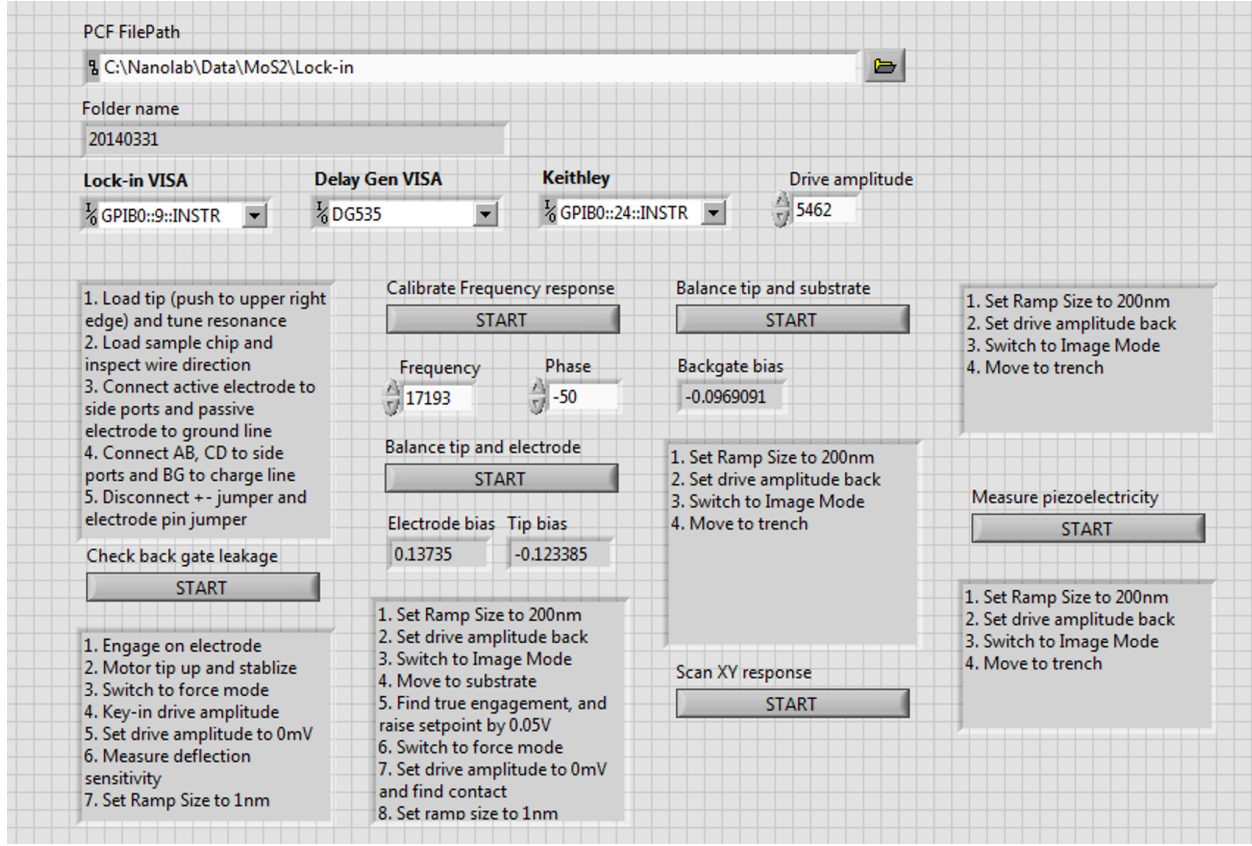 PCF FilePath
C:\Nanolab\Data\MoS2\Lock-in
Folder name
20140331
Lock-in VISA
GPIB0::9::INSTR
Delay Gen VISA
DG535
Keithley
GPIB0::24::INSTR
Drive amplitude
5462
1. Load tip (push to upper right
edge) and tune resonance
2. Load sample chip and
inspect wire direction
3. Connect active electrode to
side ports and passive
electrode to ground line
4. Connect AB, CD to side
ports and BG to charge line
5. Disconnect +- jumper and
electrode pin jumper
Check back gate leakage
START
1. Engage on electrode
2. Motor tip up and stablize
3. Switch to force mode
4. Key-in drive amplitude
5. Set drive amplitude to 0mV
6. Measure deflection
sensitivity
7. Set Ramp Size to 1nm
Calibrate Frequency response
START
Frequency
17193
Phase
-50
Balance tip and electrode
START
Electrode bias
0.13735
Tip bias
-0.123385
1. Set Ramp Size to 200nm
2. Set drive amplitude back
3. Switch to Image Mode
4. Move to substrate
5. Find true engagement, and
raise setpoint by 0.05V
6. Switch to force mode
7. Set drive amplitude to 0mV
and find contact
8. Set ramp size to 1nm
Balance tip and substrate
START
Backgate bias
-0.0969091
1. Set Ramp Size to 200nm
2. Set drive amplitude back
3. Switch to Image Mode
4. Move to trench
Scan XY response
START
1. Set Ramp Size to 200nm
2. Set drive amplitude back
3. Switch to Image Mode
4. Move to trench
Measure piezoelectricity
START
1. Set Ramp Size to 200nm
2. Set drive amplitude back
3. Switch to Image Mode
4. Move to trench